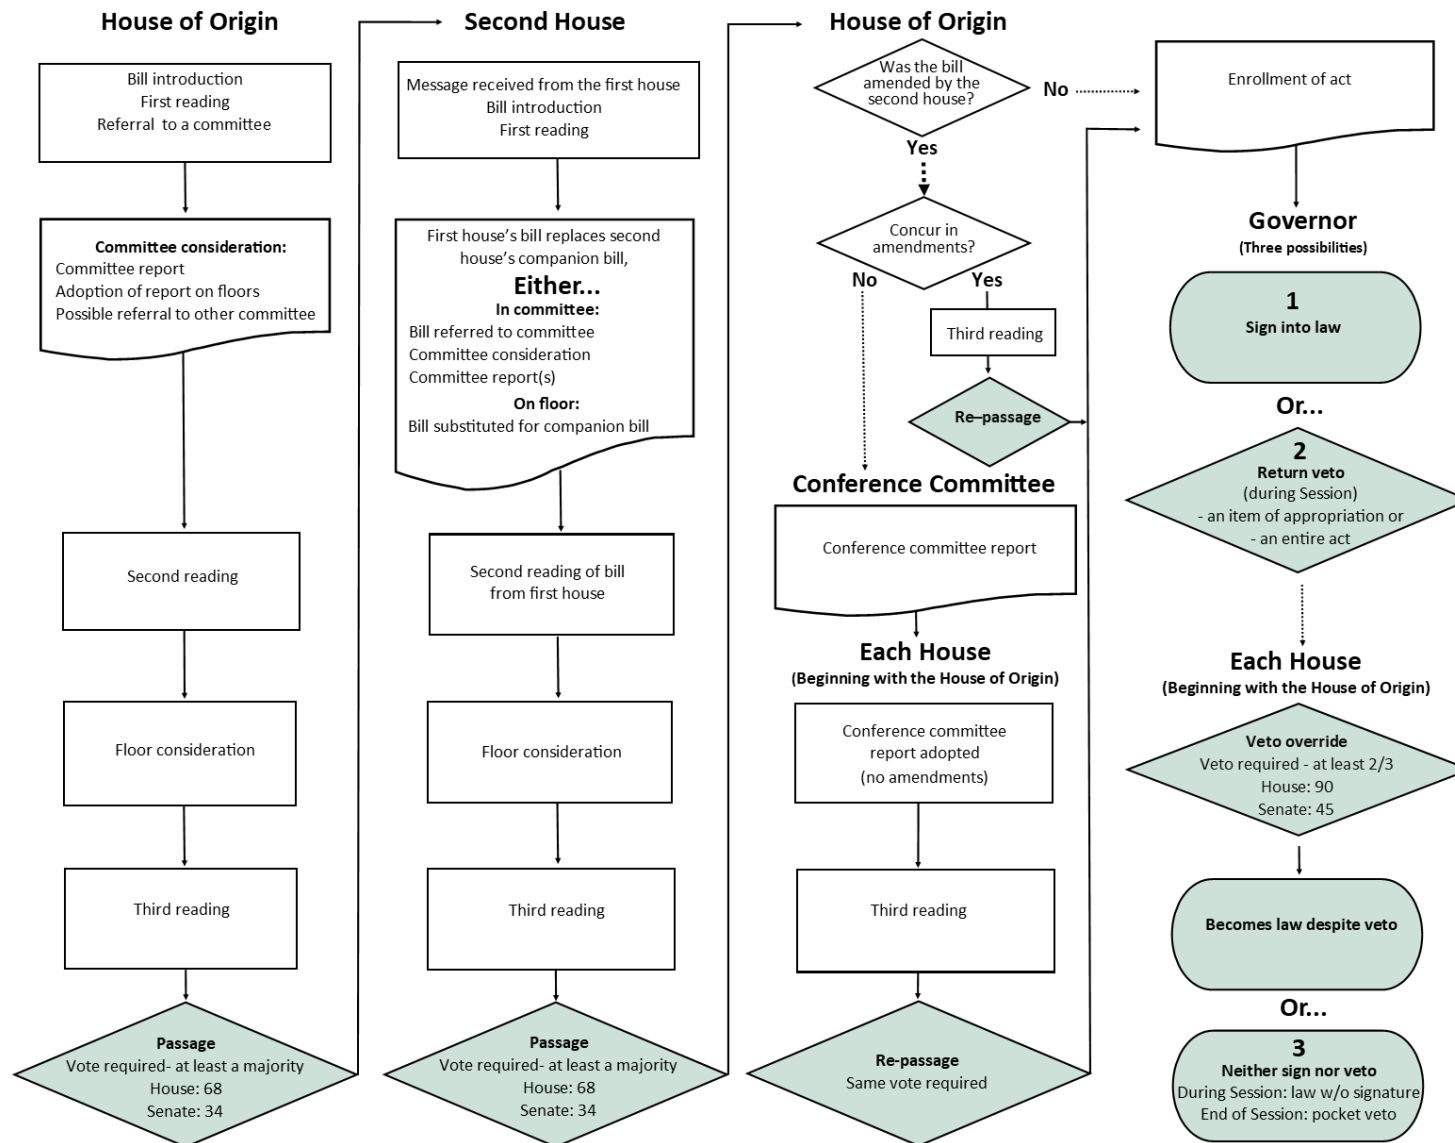 House of Origin
Bill introduction
First reading
Referral to a committee
Committee consideration:
Committee report
Adoption of report on floors
Possible referral to other committee
Second reading
Floor consideration
Third reading
Passage
Vote required- at least a majority
House: 68
Senate: 34
Second House
Message received from the first house
Bill introduction
First reading
First house's bill replaces second
house's companion bill,
Either...
In committee:
Bill referred to committee
Committee consideration
Committee report(s)
On floor:
Bill substituted for companion bill
Second reading of bill
from first house
Floor consideration
Third reading
Passage
Vote required- at least a majority
House: 68
Senate: 34
House of Origin
Was the bill
amended by the
second house?
No
Yes
Concur in
amendments?
No
Yes
Third reading
Re–passage
Conference Committee
Conference committee report
Each House
(Beginning with the House of Origin)
Conference committee
report adopted
(no amendments)
Third reading
Re-passage
Same vote required
Enrollment of act
Governor
(Three possibilities)
1
Sign into law
Or...
2
Return veto
(during Session)
- an item of appropriation or
- an entire act
Each House
(Beginning with the House of Origin)
Veto override
Veto required - at least 2/3
House: 90
Senate: 45
Becomes law despite veto
Or...
3
Neither sign nor veto
During Session: law w/o signature
End of Session: pocket veto